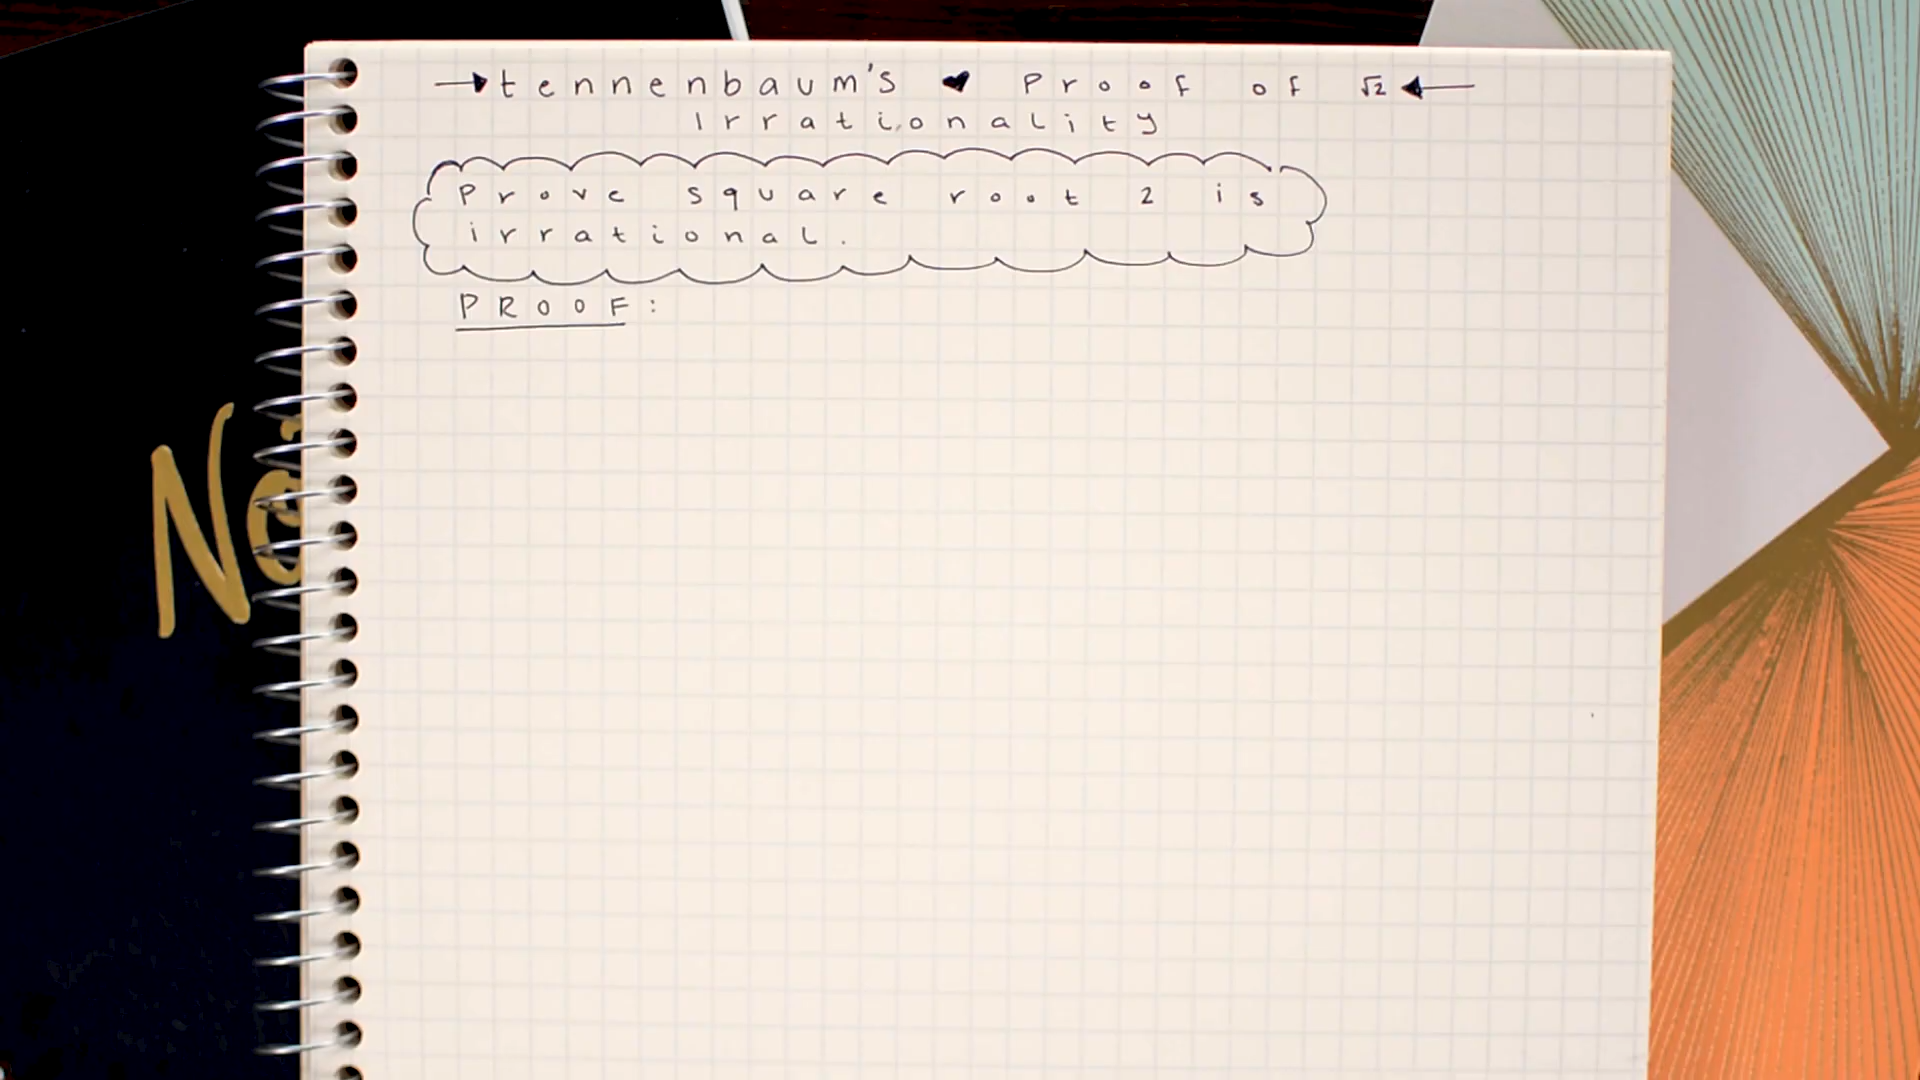 tennenbaum's ♥ Proof of √2
Irrationality
Prove square root 2 is
irrational.
PROOF: